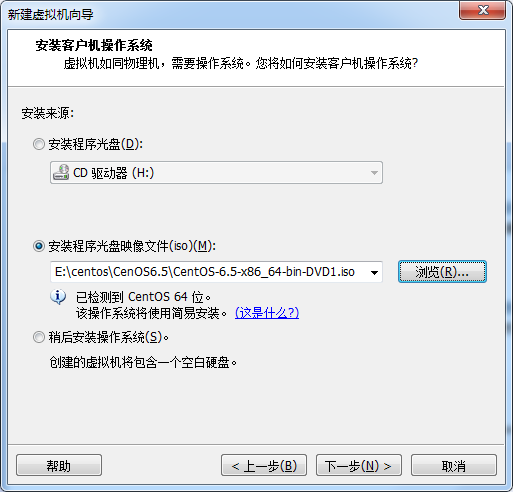 新建虚拟机向导
安装客户机操作系统
虚拟机如同物理机，需要操作系统。您将如何安装客户机操作系统?
安装来源:
安装程序光盘(D):
CD 驱动器 (H:)
安装程序光盘映像文件(iso)(M):
E:\centos\CenOS6.5\CentOS-6.5-x86_64-bin-DVD1.iso
浏览(R)...
已检测到 CentOS 64 位。
该操作系统将使用简易安装。 (这是什么?)
稍后安装操作系统(S)。
创建的虚拟机将包含一个空白硬盘。
帮助
< 上一步(B)
下一步(N) >
取消